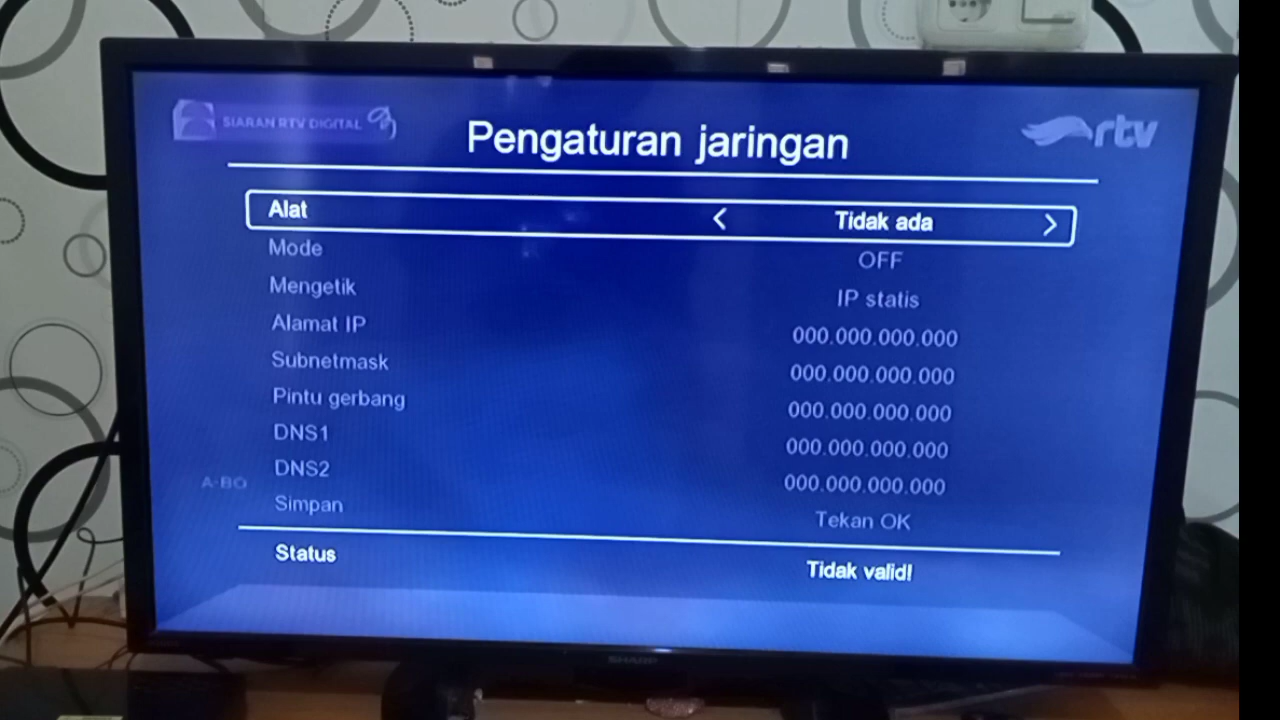 SIARAN RTV DIGITAL
rtv
Pengaturan jaringan
Alat < Tidak ada >
Mode OFF
Mengetik IP statis
Alamat IP 000.000.000.000
Subnetmask 000.000.000.000
Pintu gerbang 000.000.000.000
DNS1 000.000.000.000
DNS2 000.000.000.000
A-BO
Simpan Tekan OK
Status Tidak valid!
SHARP